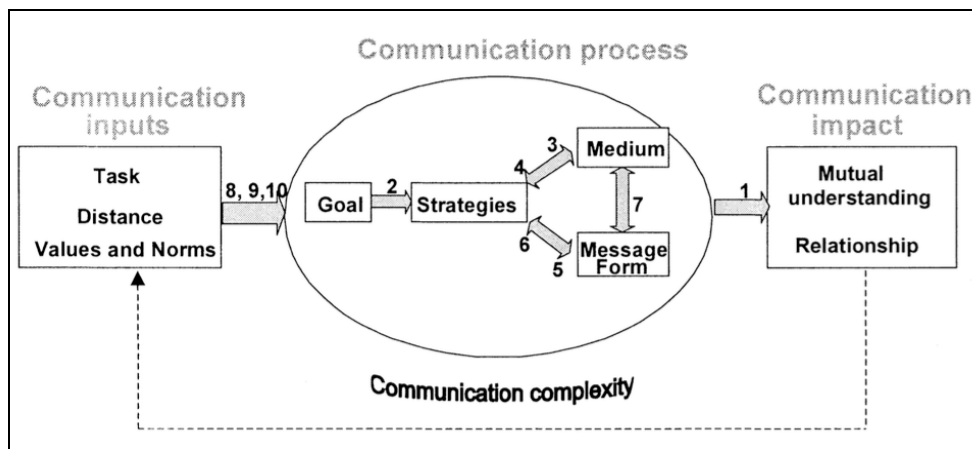 Communication process
Communication
inputs
Communication
impact
Task
Distance
Values and Norms
8, 9,10
Goal
2
Strategies
4
3
Medium
7
6
5
Message
Form
1
Mutual
understanding
Relationship
Communication complexity